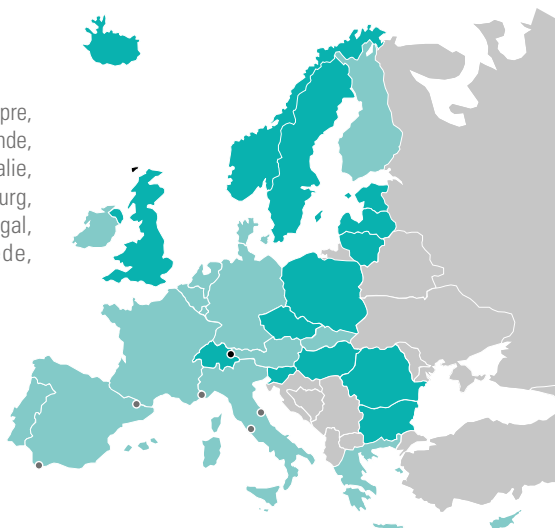 pre,
nde,
alie,
urg,
gal,
de,